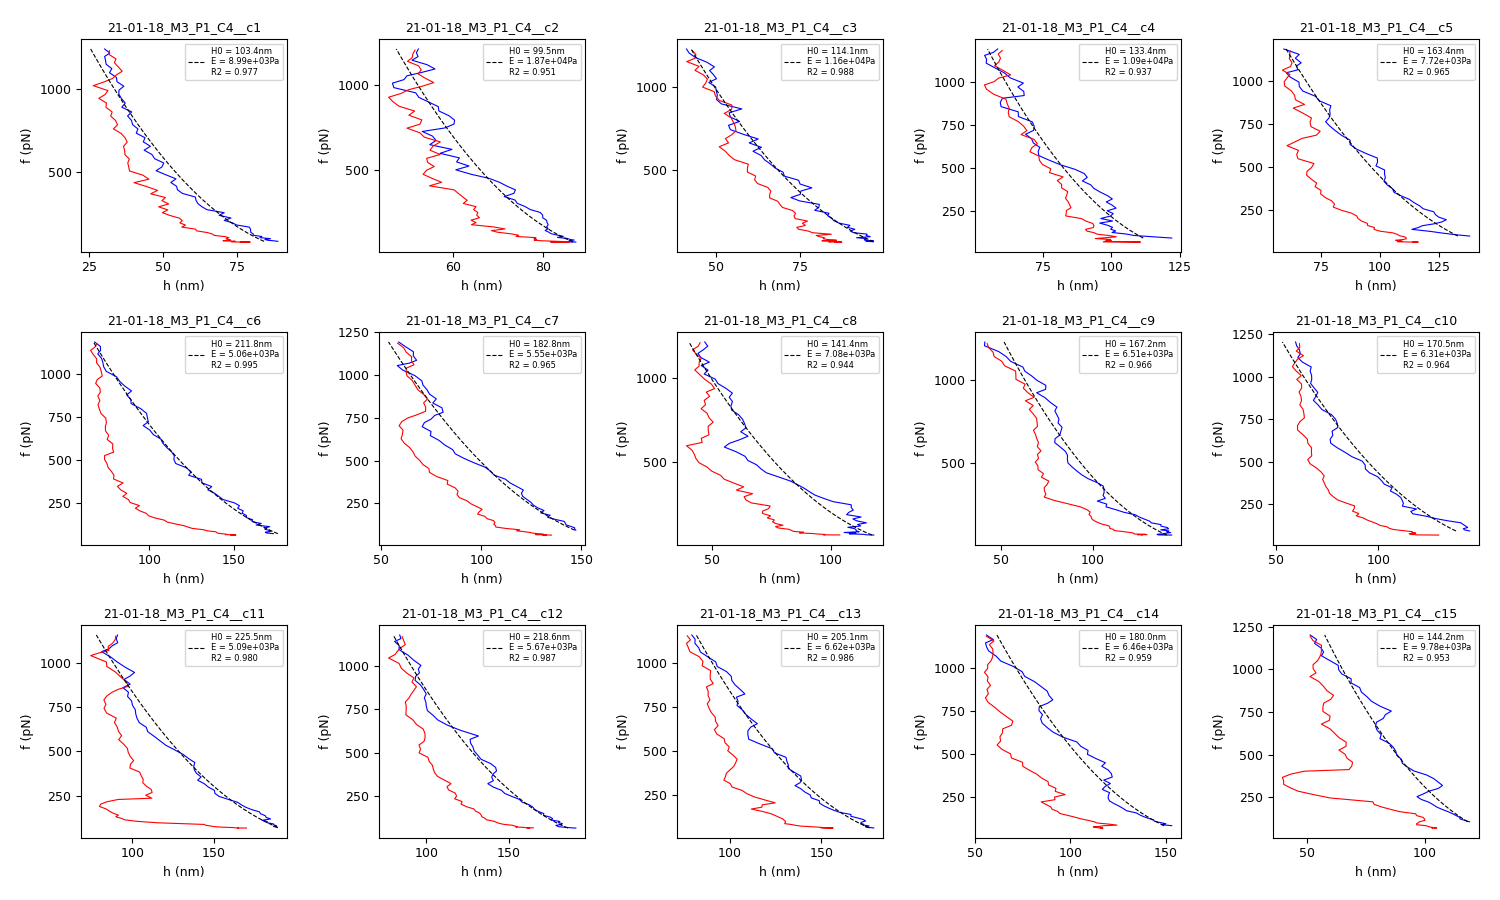 21-01-18_M3_P1_C4__c1
H0 = 103.4nm
E = 8.99e+03Pa
R2 = 0.977
f (pN)
1000
500
25 50 75
h (nm)
21-01-18_M3_P1_C4__c2
H0 = 99.5nm
E = 1.87e+04Pa
R2 = 0.951
f (pN)
1000
500
60 80
h (nm)
21-01-18_M3_P1_C4__c3
H0 = 114.1nm
E = 1.16e+04Pa
R2 = 0.988
f (pN)
1000
500
50 75
h (nm)
21-01-18_M3_P1_C4__c4
H0 = 133.4nm
E = 1.09e+04Pa
R2 = 0.937
f (pN)
1000
750
500
250
75 100 125
h (nm)
21-01-18_M3_P1_C4__c5
H0 = 163.4nm
E = 7.72e+03Pa
R2 = 0.965
f (pN)
1000
750
500
250
75 100 125
h (nm)
21-01-18_M3_P1_C4__c6
H0 = 211.8nm
E = 5.06e+03Pa
R2 = 0.995
f (pN)
1000
750
500
250
100 150
h (nm)
21-01-18_M3_P1_C4__c7
H0 = 182.8nm
E = 5.55e+03Pa
R2 = 0.965
f (pN)
1250
1000
750
500
250
50 100 150
h (nm)
21-01-18_M3_P1_C4__c8
H0 = 141.4nm
E = 7.08e+03Pa
R2 = 0.944
f (pN)
1000
500
50 100
h (nm)
21-01-18_M3_P1_C4__c9
H0 = 167.2nm
E = 6.51e+03Pa
R2 = 0.966
f (pN)
1000
500
50 100
h (nm)
21-01-18_M3_P1_C4__c10
H0 = 170.5nm
E = 6.31e+03Pa
R2 = 0.964
f (pN)
1250
1000
750
500
250
50 100
h (nm)
21-01-18_M3_P1_C4__c11
H0 = 225.5nm
E = 5.09e+03Pa
R2 = 0.980
f (pN)
1000
750
500
250
100 150
h (nm)
21-01-18_M3_P1_C4__c12
H0 = 218.6nm
E = 5.67e+03Pa
R2 = 0.987
f (pN)
1000
750
500
250
100 150
h (nm)
21-01-18_M3_P1_C4__c13
H0 = 205.1nm
E = 6.62e+03Pa
R2 = 0.986
f (pN)
1000
750
500
250
100 150
h (nm)
21-01-18_M3_P1_C4__c14
H0 = 180.0nm
E = 6.46e+03Pa
R2 = 0.959
f (pN)
1000
750
500
250
50 100 150
h (nm)
21-01-18_M3_P1_C4__c15
H0 = 144.2nm
E = 9.78e+03Pa
R2 = 0.953
f (pN)
1250
1000
750
500
250
50 100
h (nm)